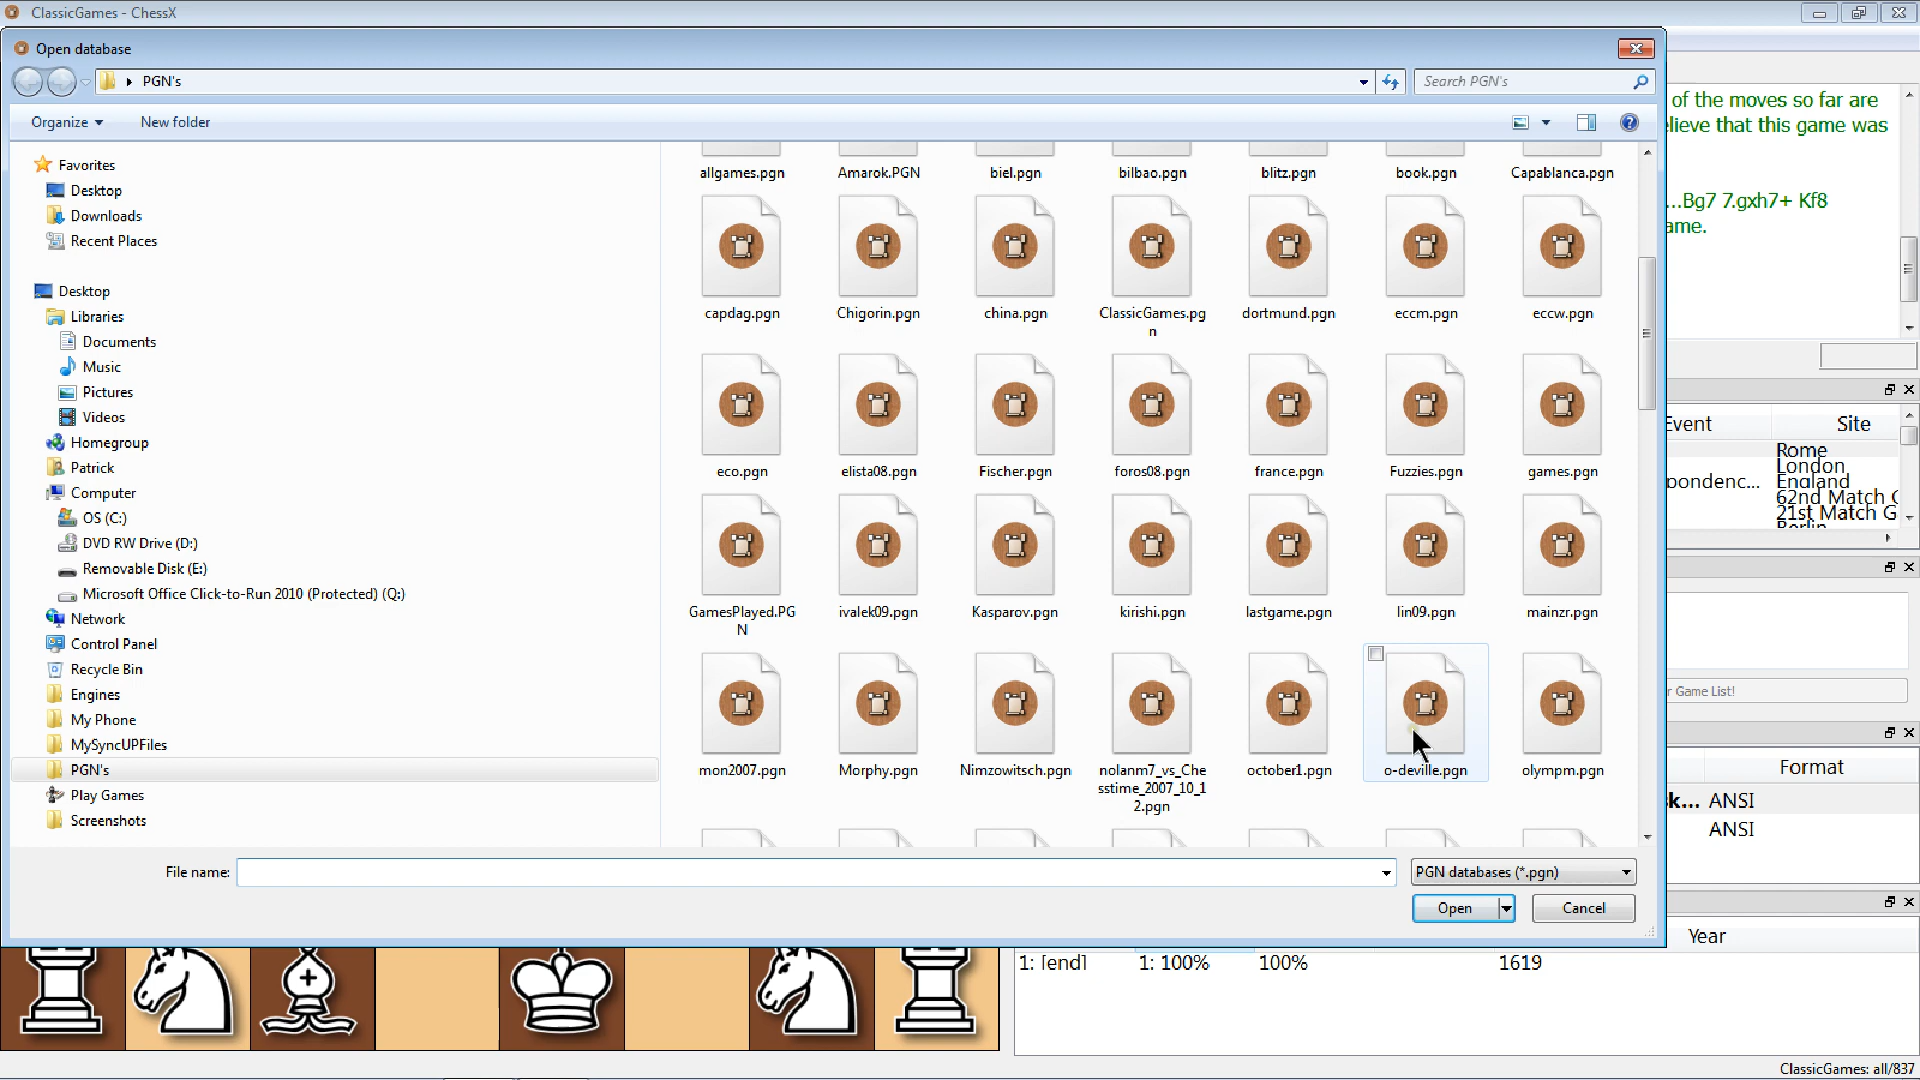 ClassicGames - ChessX
Open database
PGN's
Search PGN's
Organize
New folder
Favorites
Desktop
Downloads
Recent Places
Desktop
Libraries
Documents
Music
Pictures
Videos
Homegroup
Patrick
Computer
OS (C:)
DVD RW Drive (D:)
Removable Disk (E:)
Microsoft Office Click-to-Run 2010 (Protected) (Q:)
Network
Control Panel
Recycle Bin
Engines
My Phone
MySyncUPFiles
PGN's
Play Games
Screenshots
allgames.pgn Amarok.PGN biel.pgn bilbao.pgn blitz.pgn book.pgn Capablanca.pgn
capdag.pgn Chigorin.pgn china.pgn ClassicGames.pg dortmund.pgn eccm.pgn eccw.pgn
n
eco.pgn elista08.pgn Fischer.pgn foros08.pgn france.pgn Fuzzies.pgn games.pgn
GamesPlayed.PG ivalek09.pgn Kasparov.pgn kirishi.pgn lastgame.pgn lin09.pgn mainzr.pgn
N
mon2007.pgn Morphy.pgn Nimzowitsch.pgn nolanm7_vs_Che october1.pgn o-deville.pgn olympm.pgn
sstime_2007_10_1
2.pgn
File name:
PGN databases (*.pgn)
Open
Cancel
of the moves so far are
lieve that this game was
...Bg7 7.gxh7+ Kf8
ame.
Event Site
Rome
London
pondenc... England
62nd Match G
21st Match G
Berlin
r Game List!
Format
k... ANSI
ANSI
Year
1: [end] 1: 100% 100% 1619
ClassicGames: all/837